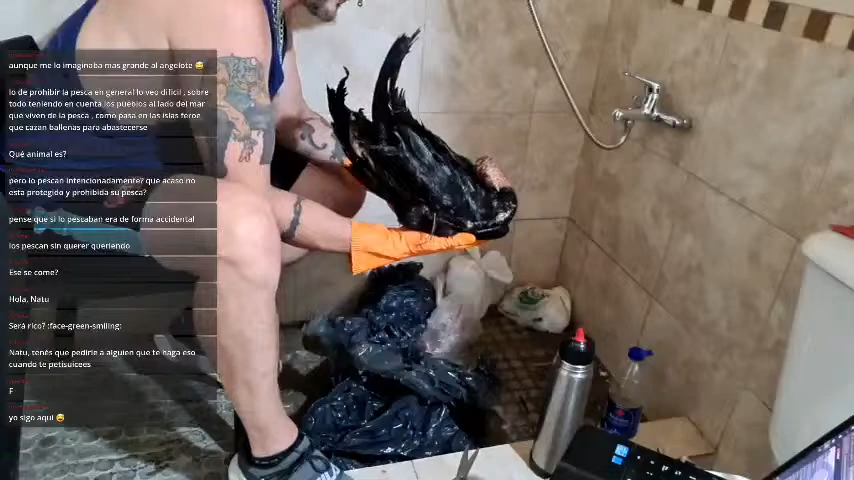 aunque me lo imaginaba mas grande al angelote 😅
lo de prohibir la pesca en general lo veo dificil , sobre
todo teniendo en cuenta los pueblos al lado del mar
que viven de la pesca , como pasa en las islas feroe
que cazan ballenas para abastecerse
Qué animal es?
pero lo pescan intencionadamente? que acaso no
esta protegido y prohibida su pesca?
pense que si lo pescaban era de forma accidental
los pescan sin querer queriendo
Ese se come?
Hola, Natu
Será rico? :face-green-smiling:
Natu, tenés que pedirle a alguien que te haga eso
cuando te petisuicees
F
yo sigo aqui 😅